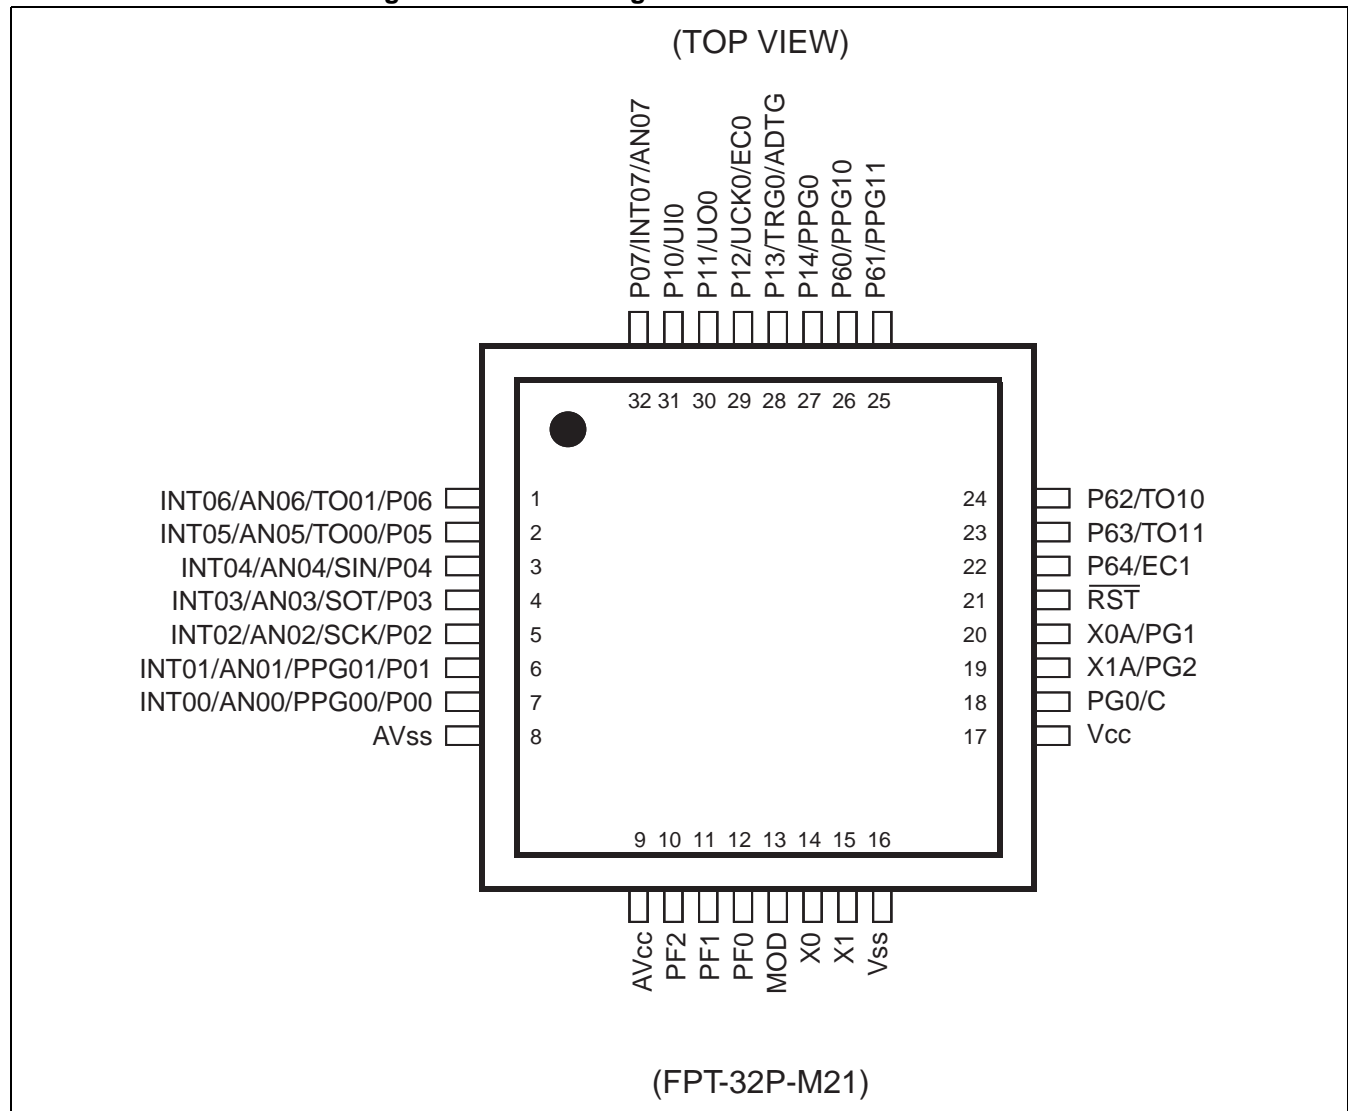 (TOP VIEW)
P07/INT07/AN07
P10/UI0
P11/UO0
P12/UCK0/EC0
P13/TRG0/ADTG
P14/PPG0
P60/PPG10
P61/PPG11
32 31 30 29 28 27 26 25
INT06/AN06/TO01/P06 1
INT05/AN05/TO00/P05 2
INT04/AN04/SIN/P04 3
INT03/AN03/SOT/P03 4
INT02/AN02/SCK/P02 5
INT01/AN01/PPG01/P01 6
INT00/AN00/PPG00/P00 7
AVss 8
24 P62/TO10
23 P63/TO11
22 P64/EC1
21 R̅S̅T̅
20 X0A/PG1
19 X1A/PG2
18 PG0/C
17 Vcc
9 10 11 12 13 14 15 16
AVcc
PF2
PF1
PF0
MOD
X0
X1
Vss
(FPT-32P-M21)